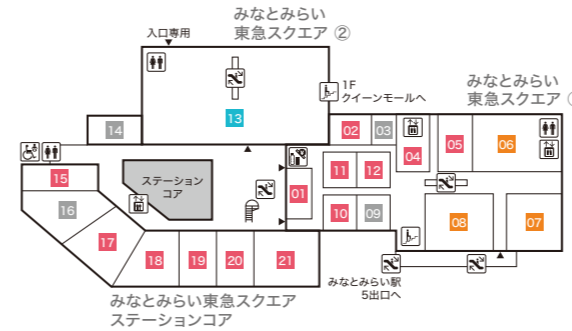 みなとみらい
東急スクエア ②
入口専用
みなとみらい
東急スクエア
1F
クイーンモールへ
13
14
02
03
04
05
06
15
ステーション
コア
01
11
12
16
10
09
08
07
17
18
19
20
21
みなとみらい駅
5出口へ
みなとみらい東急スクエア
ステーションコア